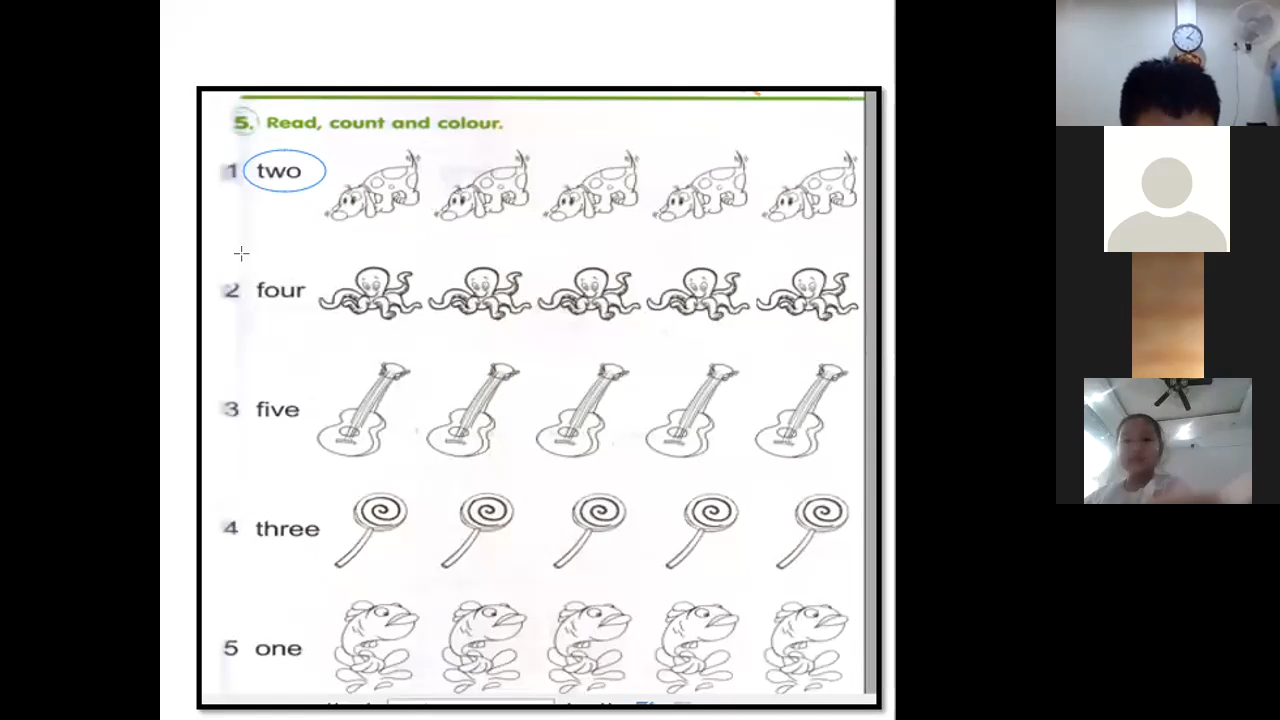 5. Read, count and colour.
1 two
2 four
3 five
4 three
5 one